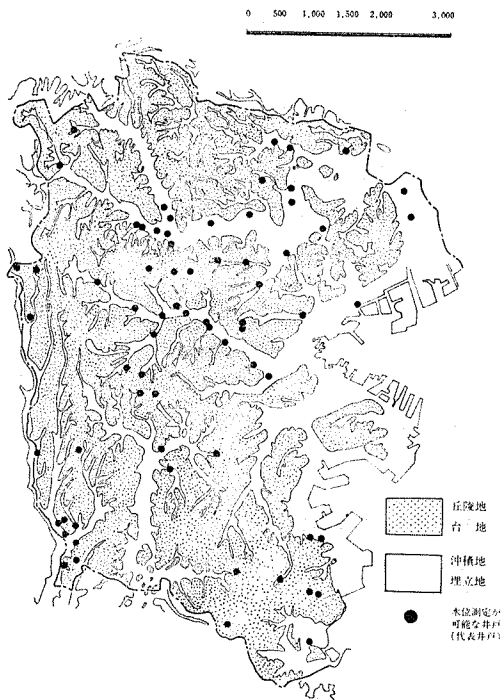 0 500 1,000 1,500 2,000 3,000
丘陵地
台地
沖積地
埋立地
水位測定が
可能な井戸
(代表井戸)